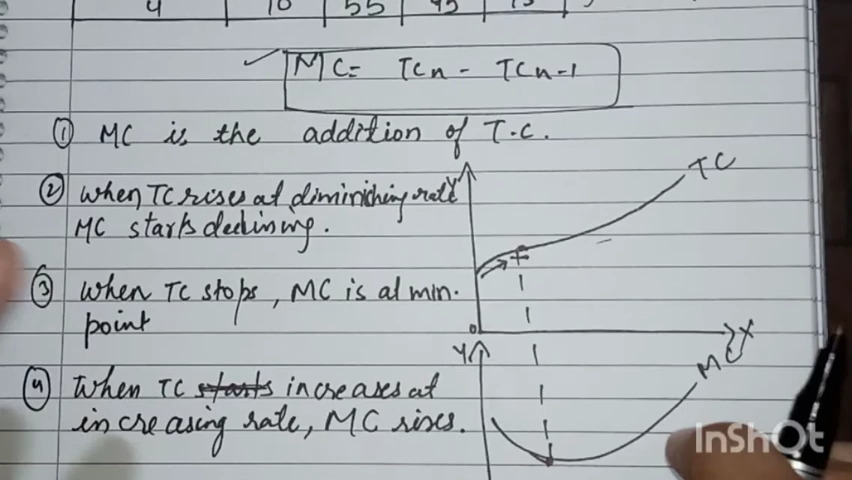 4 10 55 45
MC = TCn - TCn-1
① MC is the addition of T.C.
② when TC rises at diminishing rate
MC starts declining.
③ when TC stops, MC is at min.
point
④ When TC starts increases at
increasing rate, MC rises.
Y
TC
0
X
Y
MC
InShot